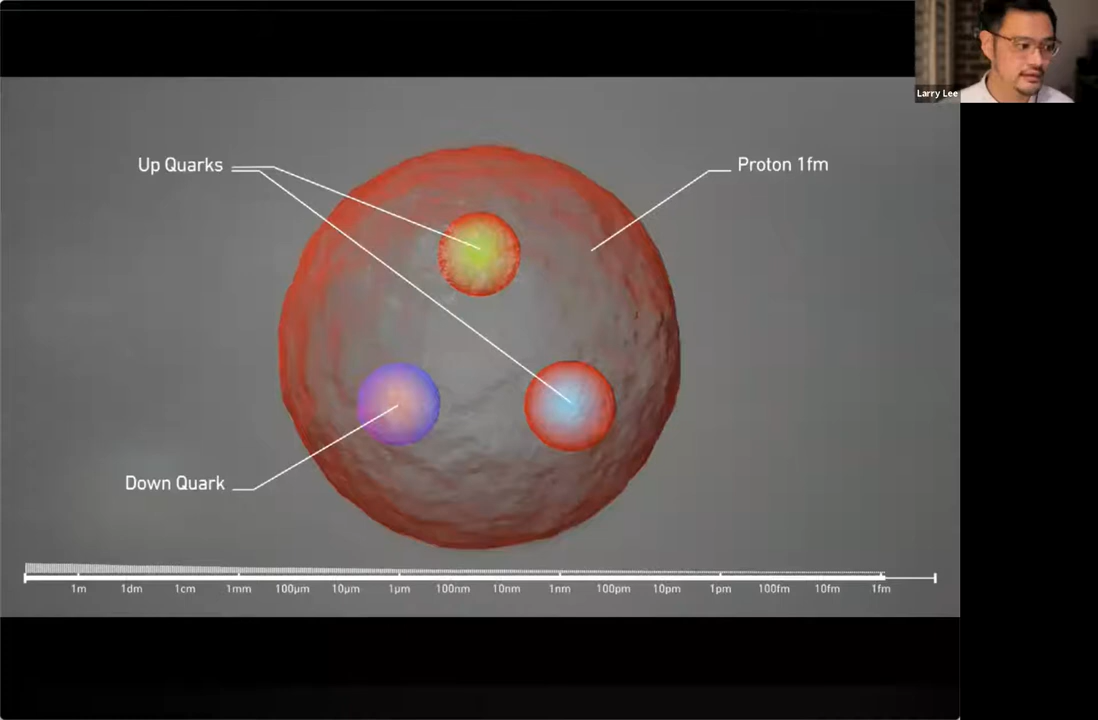 Larry Lee
Up Quarks
Proton 1fm
Down Quark
1m 1dm 1cm 1mm 100μm 10μm 1μm 100nm 10nm 1nm 100pm 10pm 1pm 100fm 10fm 1fm